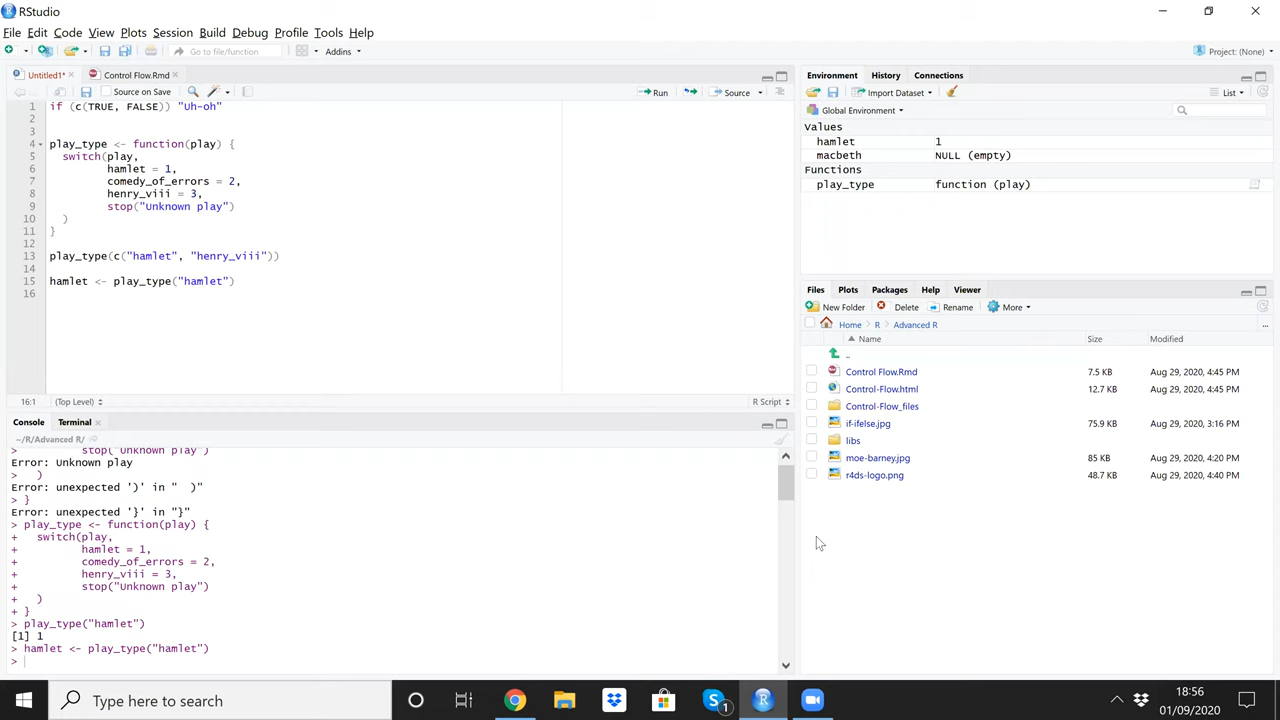 RStudio
File Edit Code View Plots Session Build Debug Profile Tools Help
Go to file/function Addins Project: (None)
Untitled1* Control Flow.Rmd
Source on Save Run Source
1 if (c(TRUE, FALSE)) "Uh-oh"
2
3
4 play_type <- function(play) {
5 switch(play,
6 hamlet = 1,
7 comedy_of_errors = 2,
8 henry_viii = 3,
9 stop("Unknown play")
10 )
11 }
12
13 play_type(c("hamlet", "henry_viii"))
14
15 hamlet <- play_type("hamlet")
16
16:1 (Top Level) R Script
Console Terminal
~/R/Advanced R/
> stop("Unknown play")
Error: Unknown play
> )
Error: unexpected ')' in " )"
> }
Error: unexpected '}' in "}"
> play_type <- function(play) {
+ switch(play,
+ hamlet = 1,
+ comedy_of_errors = 2,
+ henry_viii = 3,
+ stop("Unknown play")
+ )
+ }
> play_type("hamlet")
[1] 1
> hamlet <- play_type("hamlet")
>
Environment History Connections
Import Dataset List
Global Environment
Values
hamlet 1
macbeth NULL (empty)
Functions
play_type function (play)
Files Plots Packages Help Viewer
New Folder Delete Rename More
Home R Advanced R ...
Name Size Modified
..
Control Flow.Rmd 7.5 KB Aug 29, 2020, 4:45 PM
Control-Flow.html 12.7 KB Aug 29, 2020, 4:45 PM
Control-Flow_files
if-ifelse.jpg 75.9 KB Aug 29, 2020, 3:16 PM
libs
moe-barney.jpg 85 KB Aug 29, 2020, 4:20 PM
r4ds-logo.png 48.7 KB Aug 29, 2020, 4:40 PM
Type here to search
1
18:56
01/09/2020